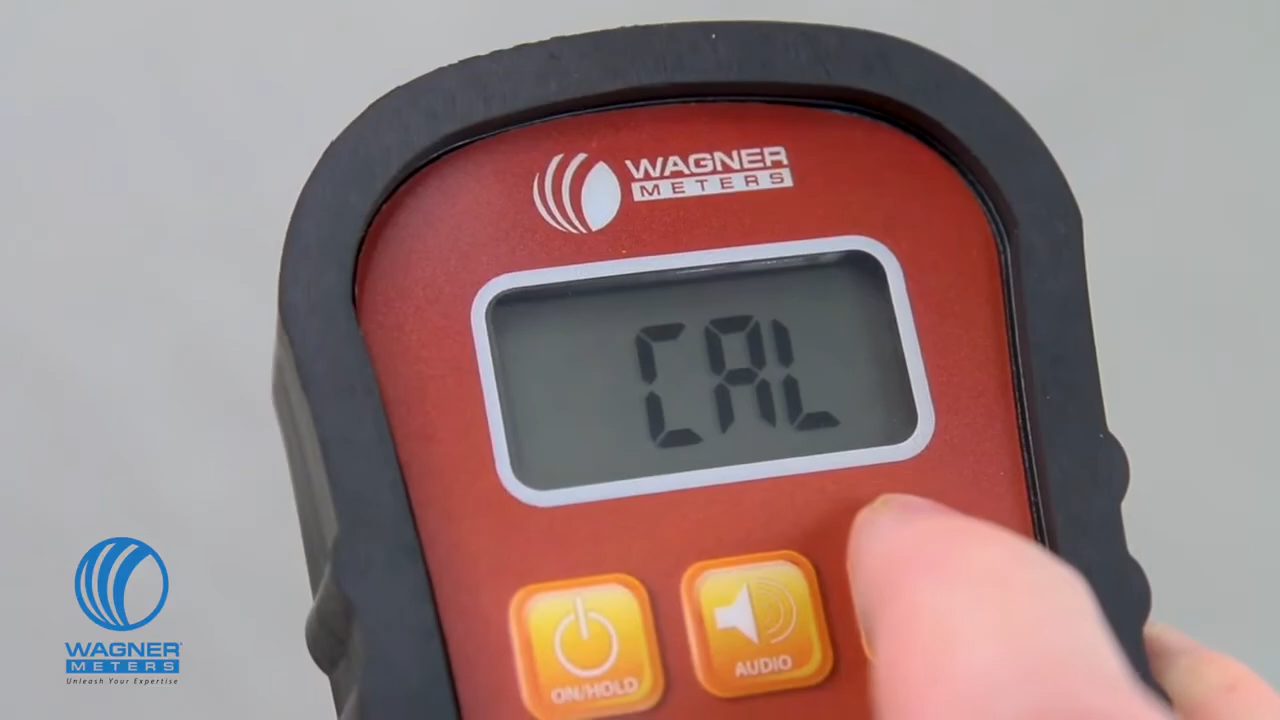 WAGNER
METERS
CAL
ON/HOLD
AUDIO
WAGNER
METERS
Unleash Your Expertise